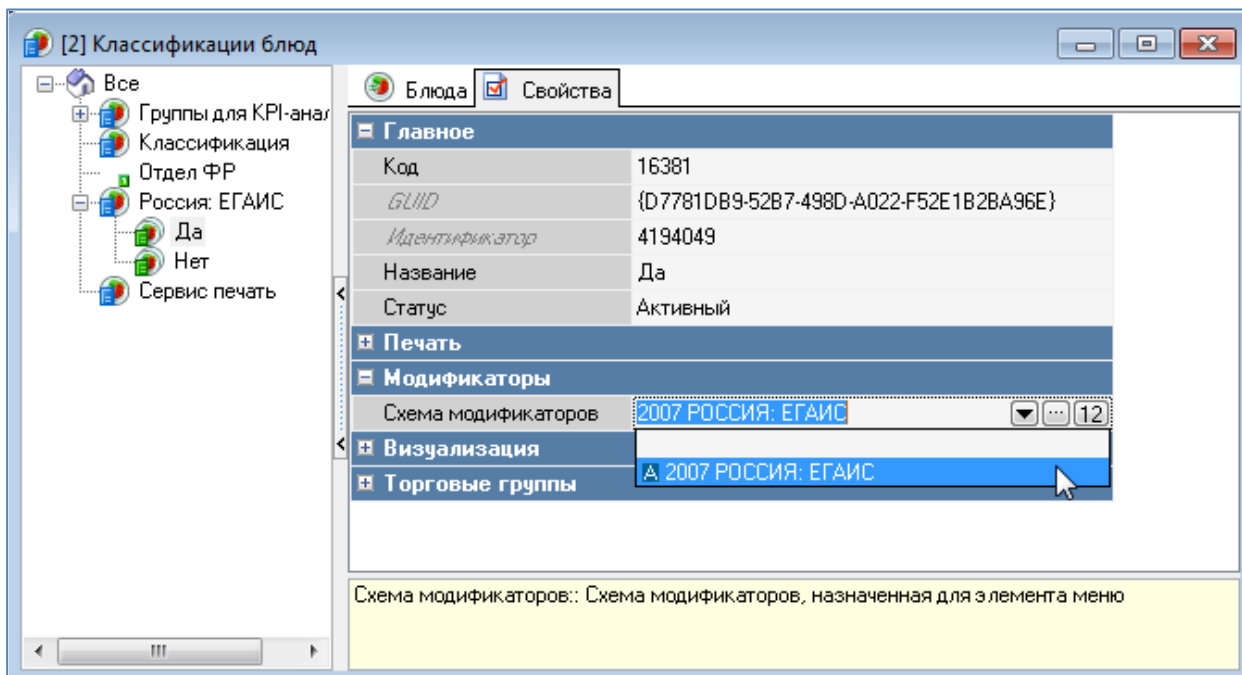 [2] Классификации блюд
Все
Группы для KPI-анал
Классификация
Отдел ФР
Россия: ЕГАИС
Да
Нет
Сервис печать
Блюда
Свойства
Главное
Код 16381
GUID {D7781DB9-52B7-498D-A022-F52E1B2BA96E}
Идентификатор 4194049
Название Да
Статус Активный
Печать
Модификаторы
Схема модификаторов 2007 РОССИЯ: ЕГАИС 12
Визуализация
A 2007 РОССИЯ: ЕГАИС
Торговые группы
Схема модификаторов:: Схема модификаторов, назначенная для элемента меню